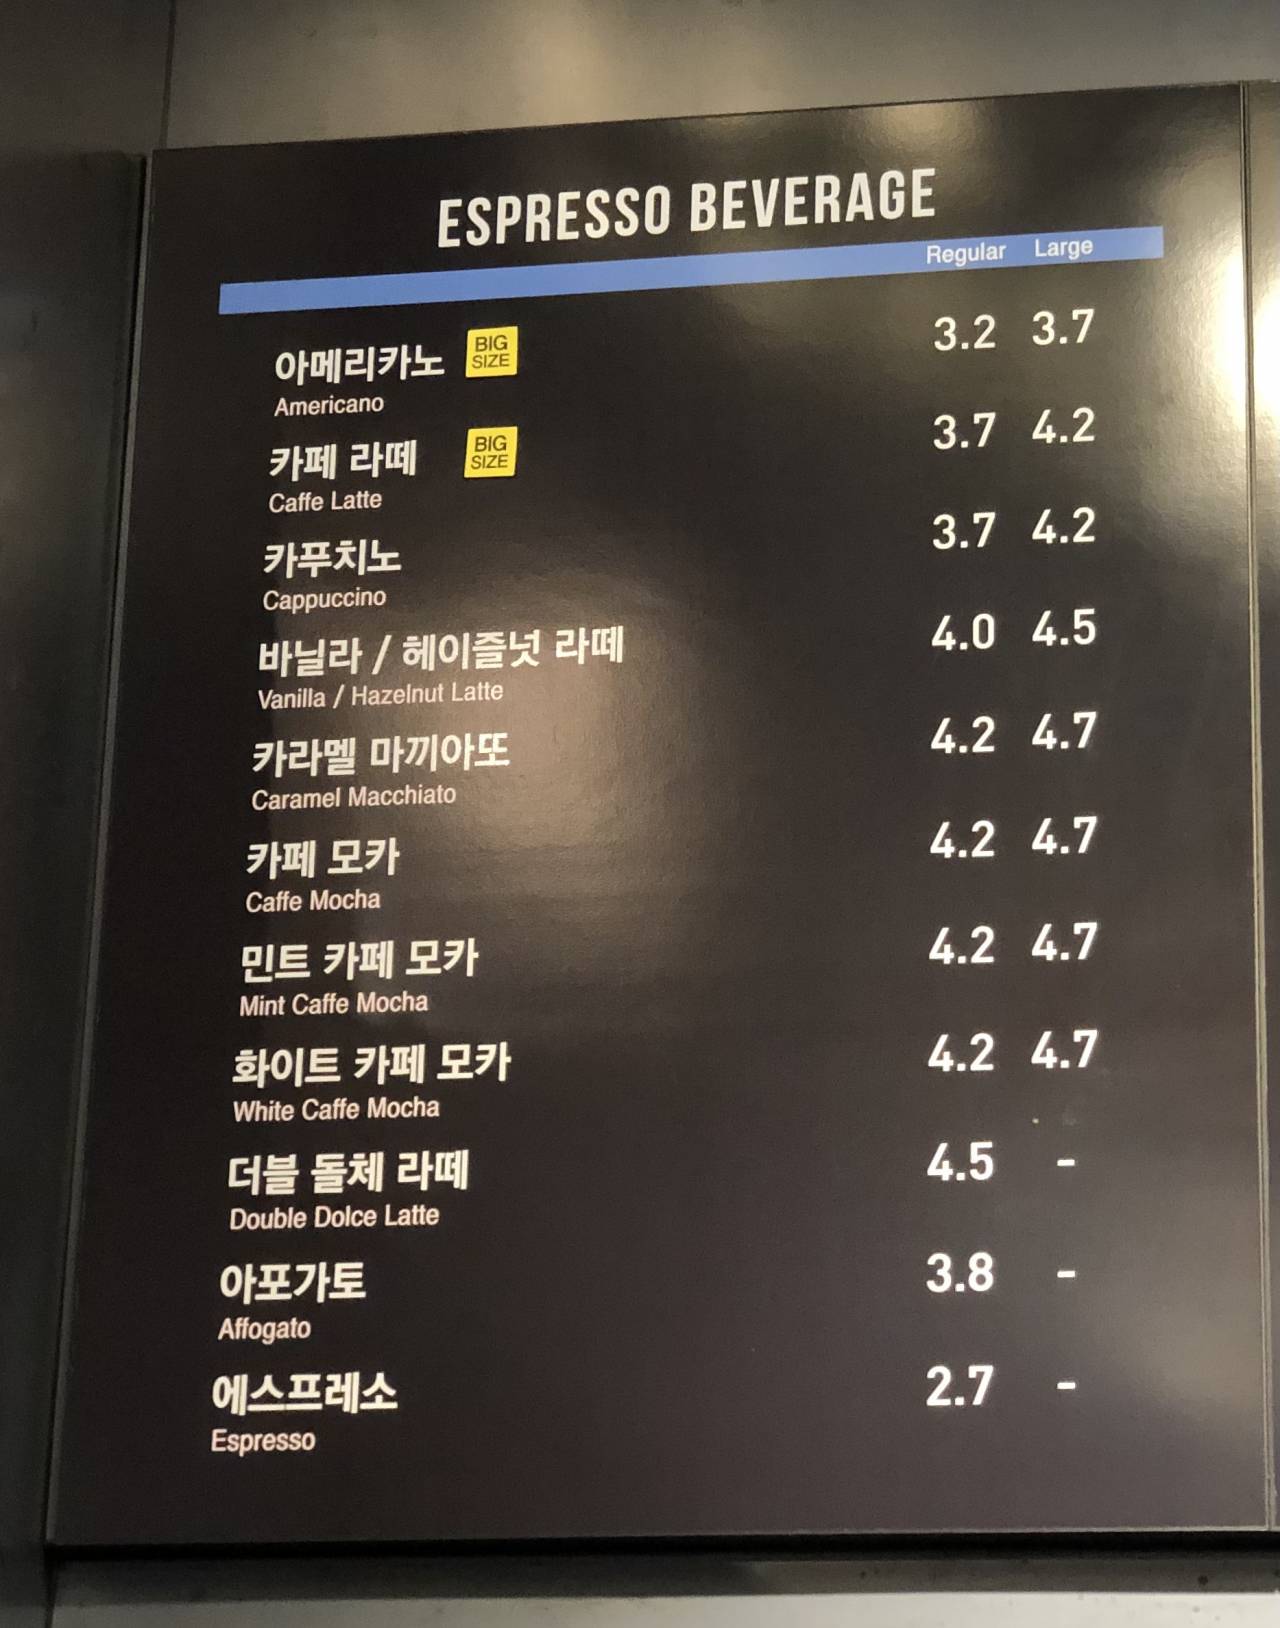 ESPRESSO BEVERAGE
Regular Large
아메리카노 BIG SIZE 3.2 3.7
Americano
카페 라떼 BIG SIZE 3.7 4.2
Caffe Latte
카푸치노 3.7 4.2
Cappuccino
바닐라 / 헤이즐넛 라떼 4.0 4.5
Vanilla / Hazelnut Latte
카라멜 마끼아또 4.2 4.7
Caramel Macchiato
카페 모카 4.2 4.7
Caffe Mocha
민트 카페 모카 4.2 4.7
Mint Caffe Mocha
화이트 카페 모카 4.2 4.7
White Caffe Mocha
더블 돌체 라떼 4.5 -
Double Dolce Latte
아포가토 3.8 -
Affogato
에스프레소 2.7 -
Espresso